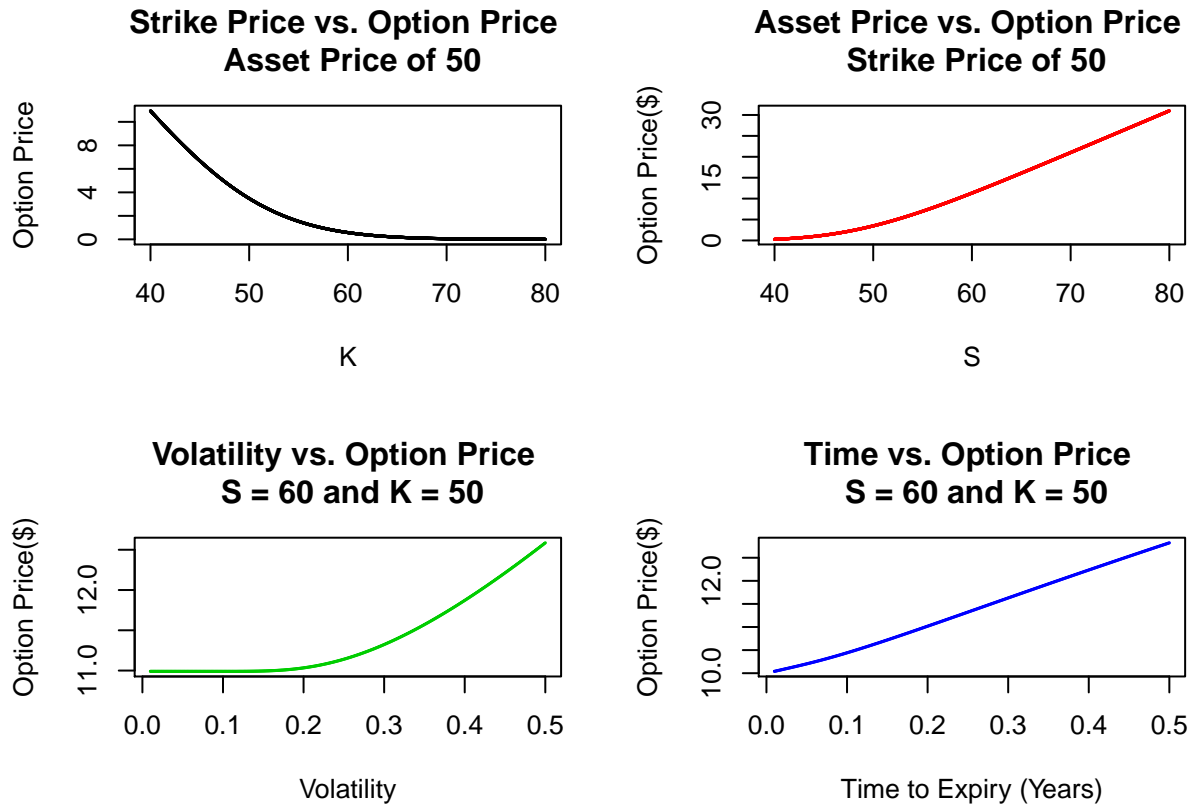 Strike Price vs. Option Price
Asset Price of 50
Option Price
0 4 8
40 50 60 70 80
K
Asset Price vs. Option Price
Strike Price of 50
Option Price($)
0 15 30
40 50 60 70 80
S
Volatility vs. Option Price
S = 60 and K = 50
Option Price($)
11.0 12.0
0.0 0.1 0.2 0.3 0.4 0.5
Volatility
Time vs. Option Price
S = 60 and K = 50
Option Price($)
10.0 12.0
0.0 0.1 0.2 0.3 0.4 0.5
Time to Expiry (Years)